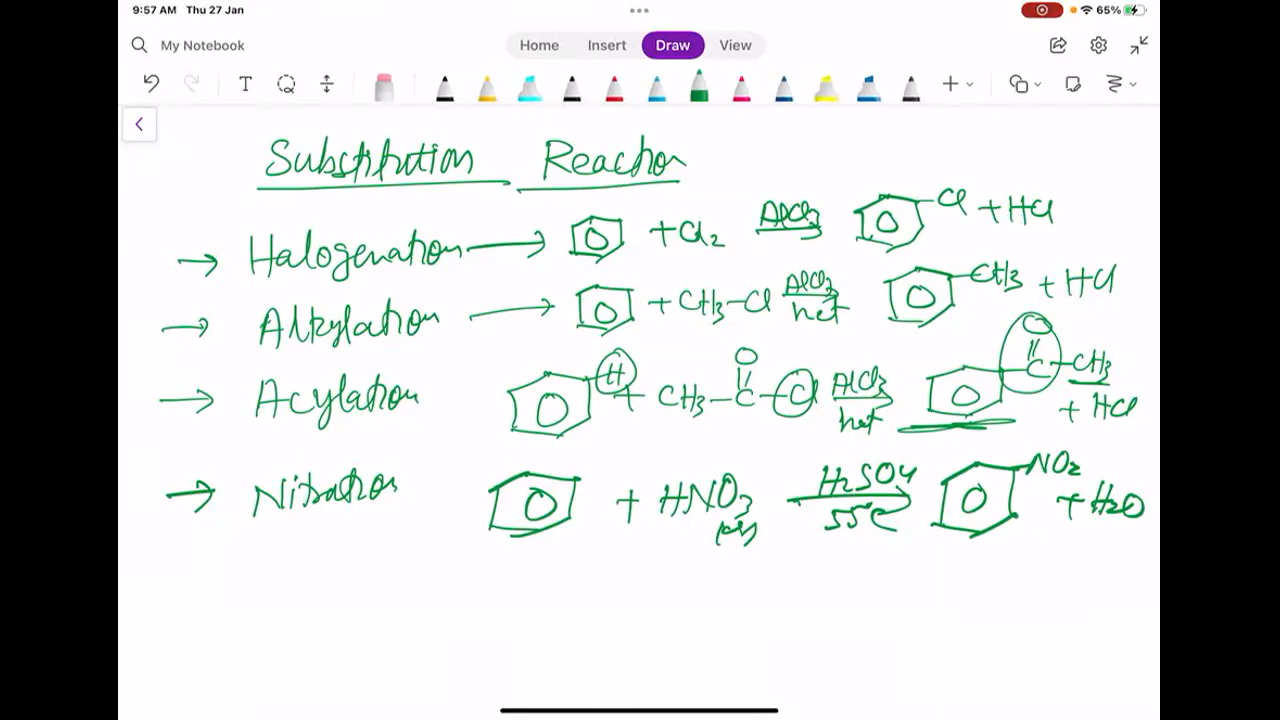 9:57 AM Thu 27 Jan
65%
My Notebook
Home Insert Draw View
Substitution Reaction
→ Halogenation → + Cl2 AlCl3 Cl + HCl
→ Alkylation → + CH3-Cl AlCl3 het CH3 + HCl
→ Acylation H + CH3-C-Cl O AlCl3 het O C-CH3 + HCl
→ Nitration + HNO3 H2SO4 55°C NO2 + H2O